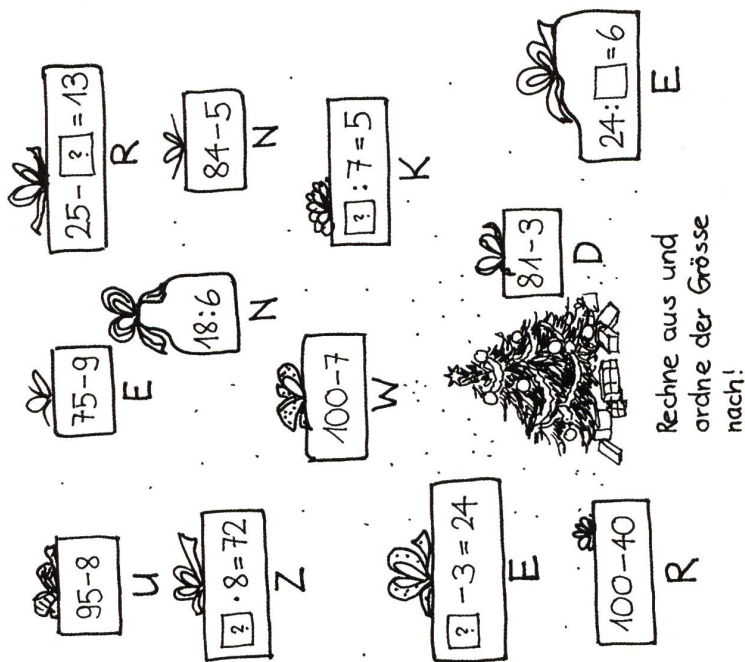 95-8
U
75-9
E
25-?=13
R
?·8=72
Z
18:6
N
84-5
N
100-7
W
?:7=5
K
?-3=24
E
81-3
D
100-40
R
24:□=6
E
Rechne aus und
ordne der Grösse
nach!